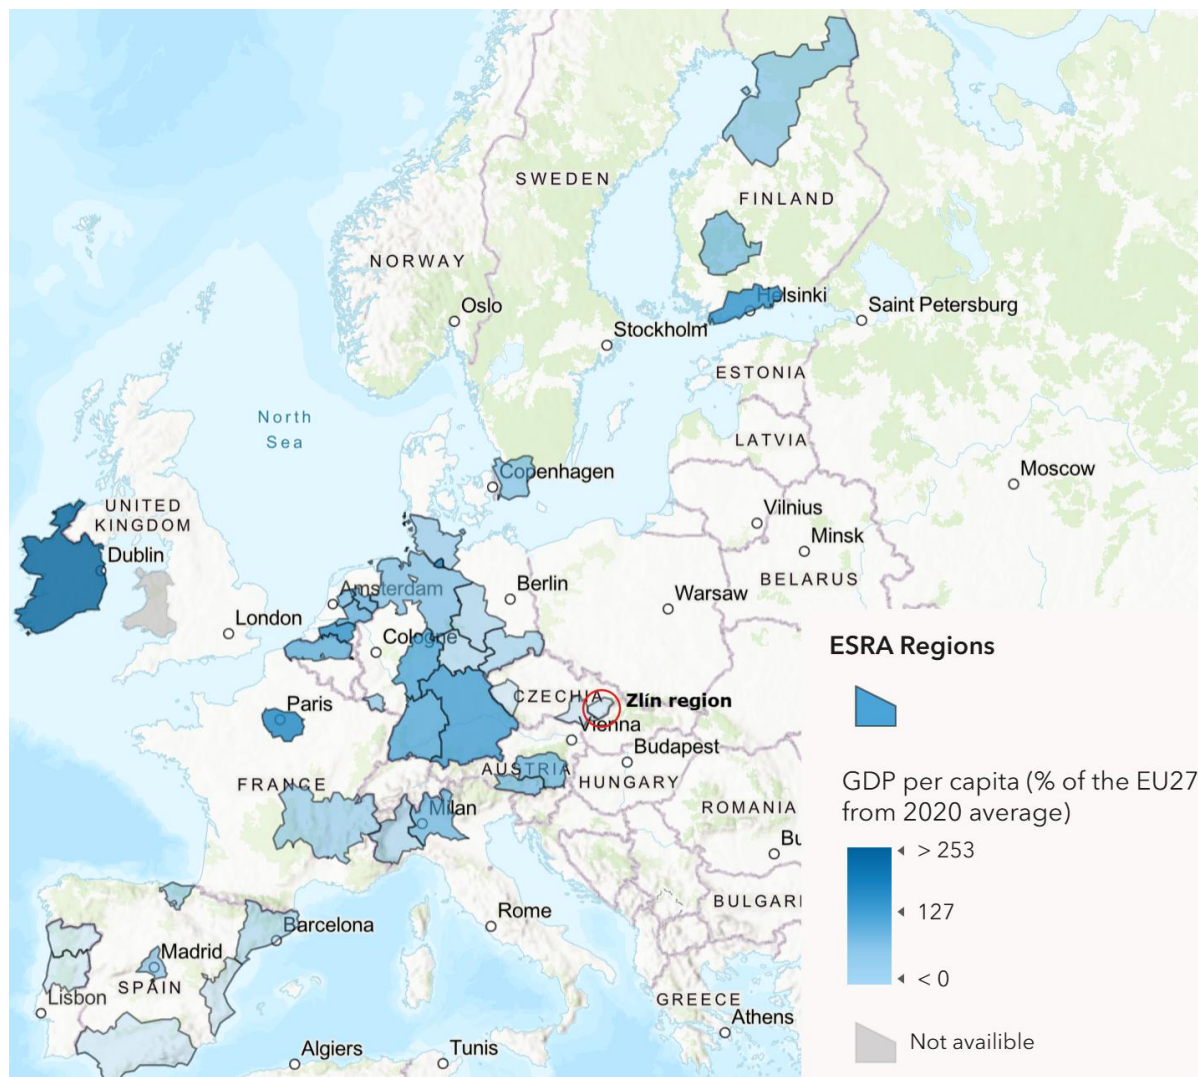 SWEDEN
FINLAND
NORWAY
Helsinki
Oslo
Saint Petersburg
Stockholm
ESTONIA
North
Sea
LATVIA
Copenhagen
Moscow
UNITED
KINGDOM
Vilnius
Dublin
Minsk
Amsterdam
Berlin
BELARUS
Warsaw
London
Cologne
CZECHIA
Zlín region
Paris
Vienna
Budapest
AUSTRIA
HUNGARY
FRANCE
Milan
ROMANIA
Bu
BULGARI
Rome
Barcelona
Madrid
SPAIN
Lisbon
GREECE
Athens
Algiers
Tunis
ESRA Regions
GDP per capita (% of the EU27
from 2020 average)
> 253
127
< 0
Not available